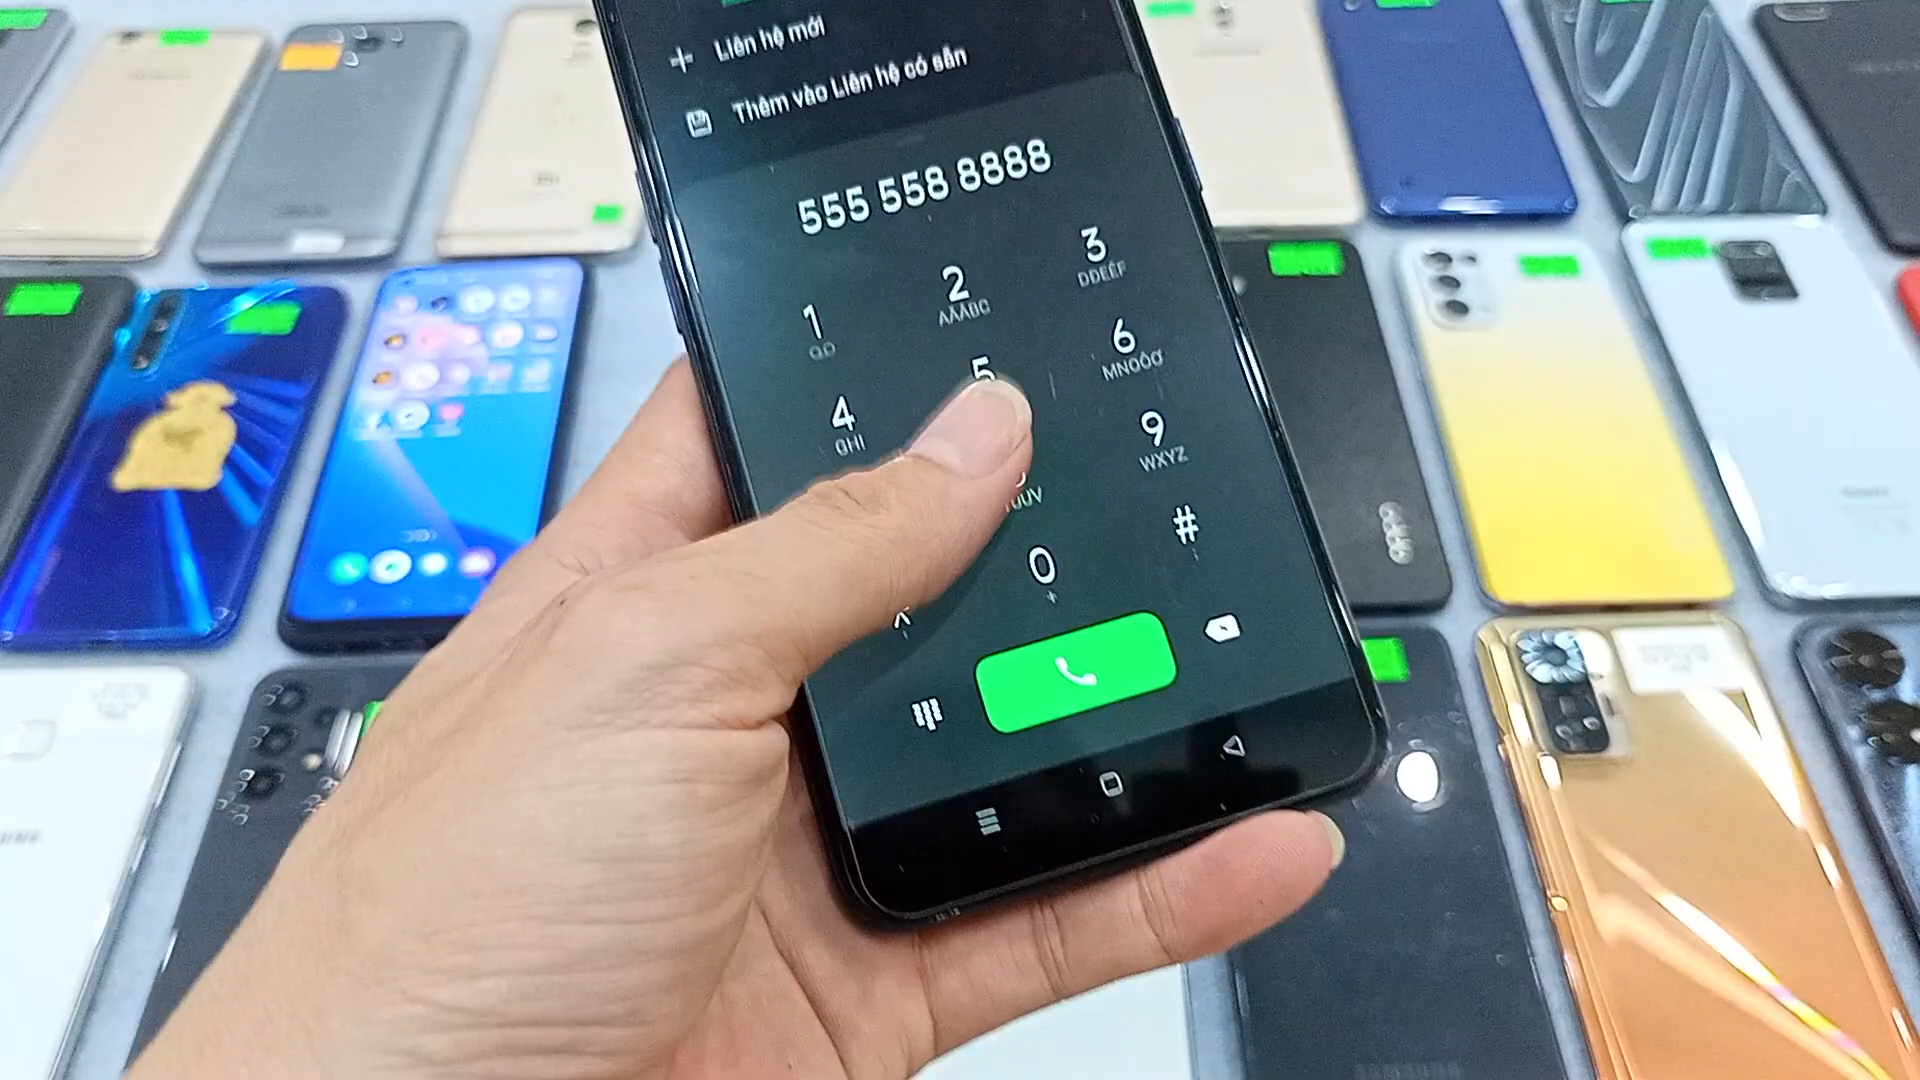 Liên hệ mới
Thêm vào Liên hệ có sẵn
555 558 8888
1
2
AĂÂBC
3
DĐEÊF
4
GHI
5
6
MNOÔƠ
9
WXYZ
0
+
#